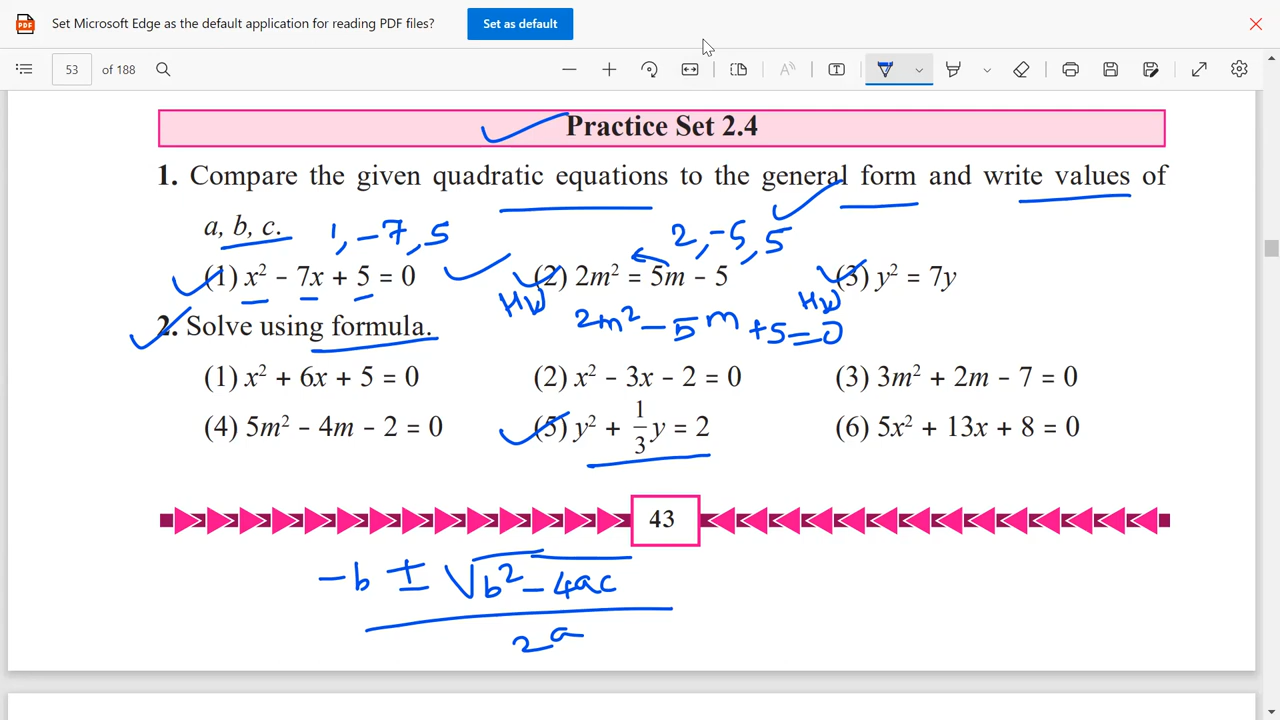 Set Microsoft Edge as the default application for reading PDF files? Set as default
53 of 188
Practice Set 2.4
1. Compare the given quadratic equations to the general form and write values of
a, b, c. 1, -7, 5 2, -5, 5
(1) x² - 7x + 5 = 0 (2) 2m² = 5m - 5 (3) y² = 7y
HW HW
2. Solve using formula. 2m² - 5m + 5 = 0
(1) x² + 6x + 5 = 0 (2) x² - 3x - 2 = 0 (3) 3m² + 2m - 7 = 0
(4) 5m² - 4m - 2 = 0 (5) y² + 1/3 y = 2 (6) 5x² + 13x + 8 = 0
43
-b ± √b² - 4ac
2a